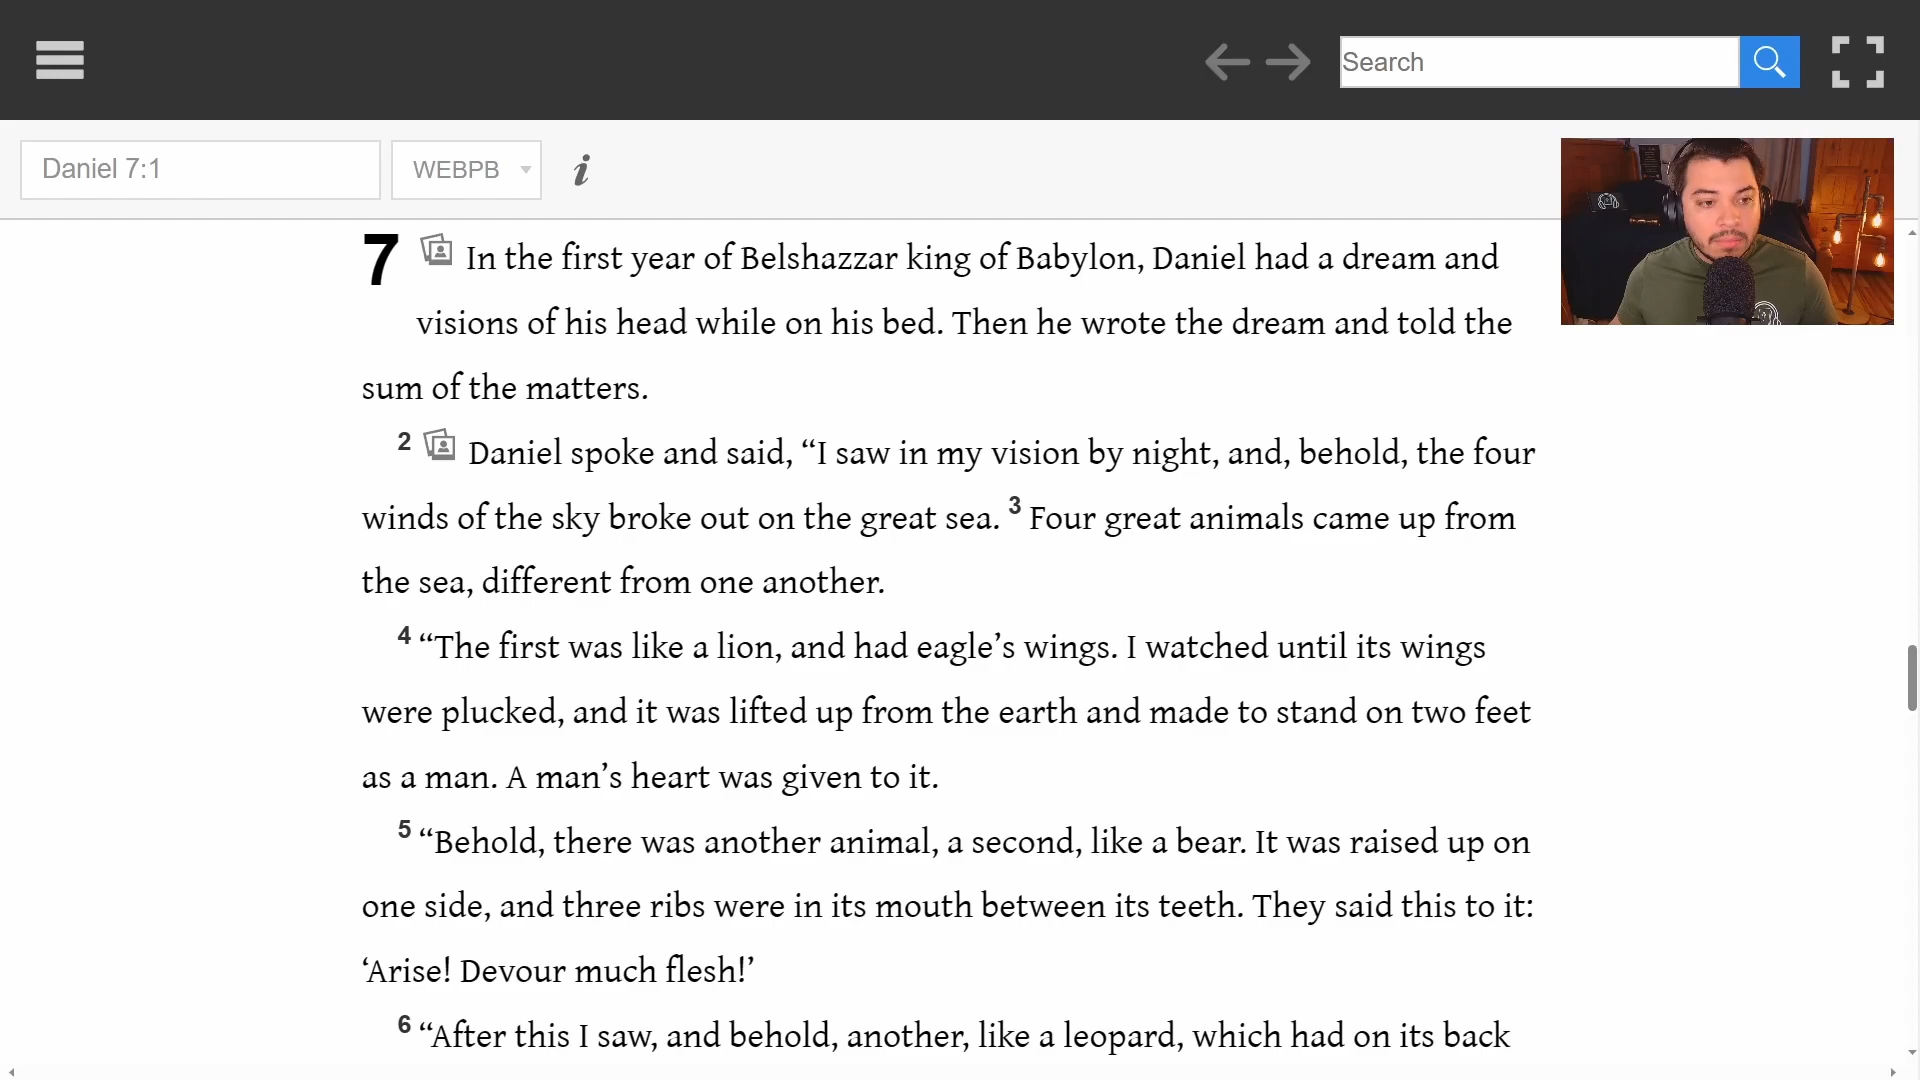 Search
Daniel 7:1
WEBPB
i
7 In the first year of Belshazzar king of Babylon, Daniel had a dream and
visions of his head while on his bed. Then he wrote the dream and told the
sum of the matters.
2 Daniel spoke and said, “I saw in my vision by night, and, behold, the four
winds of the sky broke out on the great sea. 3 Four great animals came up from
the sea, different from one another.
4 “The first was like a lion, and had eagle’s wings. I watched until its wings
were plucked, and it was lifted up from the earth and made to stand on two feet
as a man. A man’s heart was given to it.
5 “Behold, there was another animal, a second, like a bear. It was raised up on
one side, and three ribs were in its mouth between its teeth. They said this to it:
‘Arise! Devour much flesh!’
6 “After this I saw, and behold, another, like a leopard, which had on its back